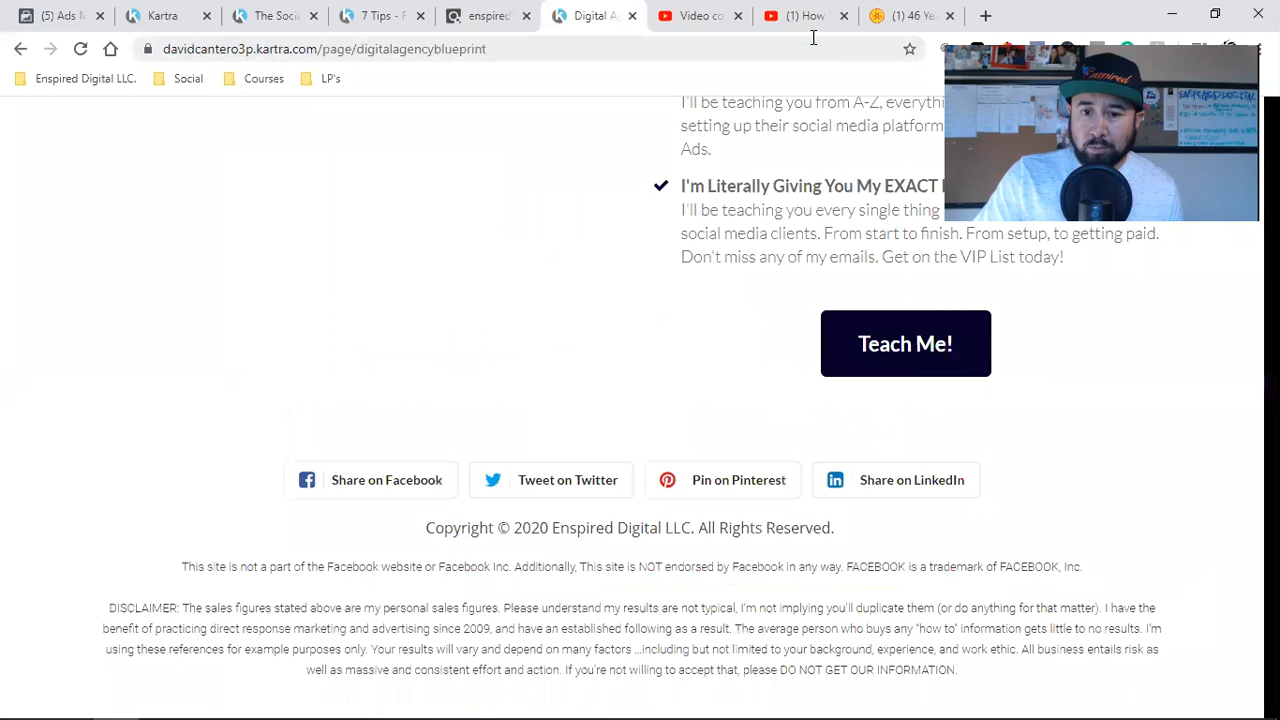 (5) Ads M
Kartra
The Socia
7 Tips - F
enspired
Digital A
Video co
(1) How
(1) 46 Ye
davidcantero3p.kartra.com/page/digitalagencyblueprint
Enspired Digital LLC.
Social
Courses
LP's
I'll be teaching you from A-Z, everythi
setting up their social media platform
Ads.
I'm Literally Giving You My EXACT
I'll be teaching you every single thing
social media clients. From start to finish. From setup, to getting paid.
Don't miss any of my emails. Get on the VIP List today!
Teach Me!
Share on Facebook
Tweet on Twitter
Pin on Pinterest
Share on LinkedIn
Copyright © 2020 Enspired Digital LLC. All Rights Reserved.
This site is not a part of the Facebook website or Facebook Inc. Additionally, This site is NOT endorsed by Facebook in any way. FACEBOOK is a trademark of FACEBOOK, Inc.
DISCLAIMER: The sales figures stated above are my personal sales figures. Please understand my results are not typical, I'm not implying you'll duplicate them (or do anything for that matter). I have the
benefit of practicing direct response marketing and advertising since 2009, and have an established following as a result. The average person who buys any "how to" information gets little to no results. I'm
using these references for example purposes only. Your results will vary and depend on many factors ...including but not limited to your background, experience, and work ethic. All business entails risk as
well as massive and consistent effort and action. If you're not willing to accept that, please DO NOT GET OUR INFORMATION.